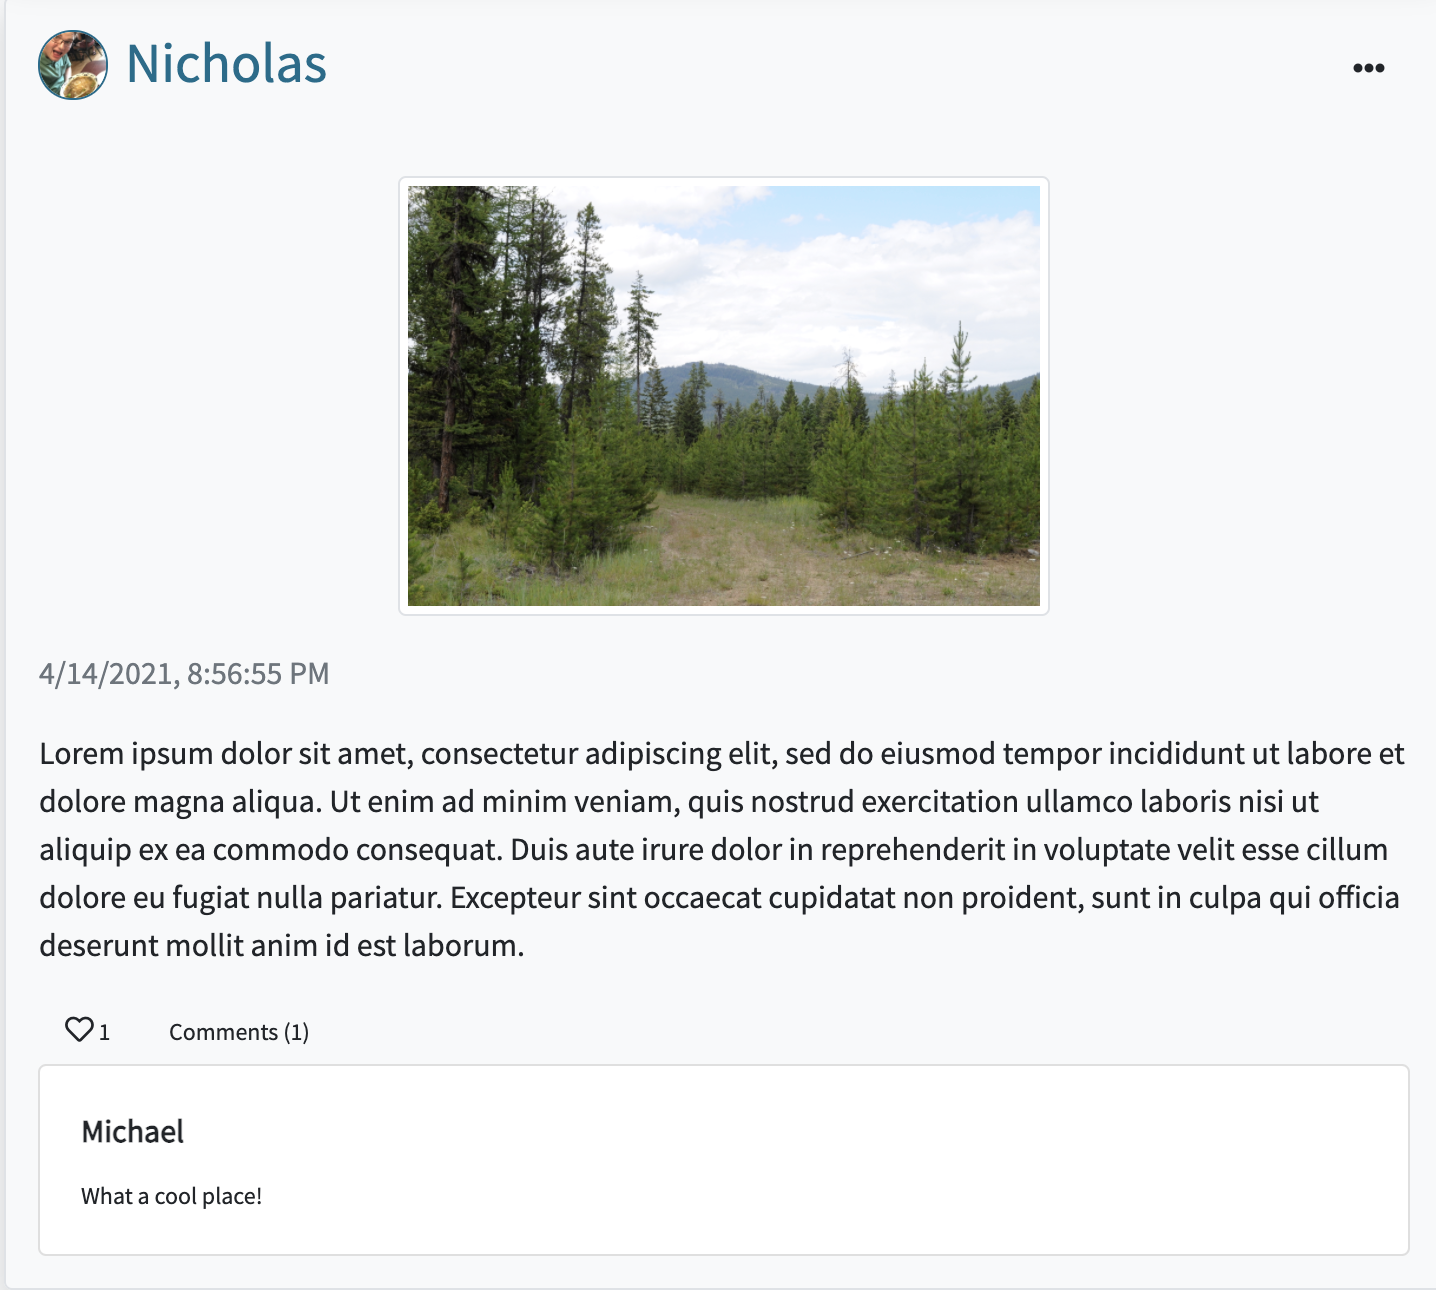 Nicholas
4/14/2021, 8:56:55 PM
Lorem ipsum dolor sit amet, consectetur adipiscing elit, sed do eiusmod tempor incididunt ut labore et
dolore magna aliqua. Ut enim ad minim veniam, quis nostrud exercitation ullamco laboris nisi ut
aliquip ex ea commodo consequat. Duis aute irure dolor in reprehenderit in voluptate velit esse cillum
dolore eu fugiat nulla pariatur. Excepteur sint occaecat cupidatat non proident, sunt in culpa qui officia
deserunt mollit anim id est laborum.
1 Comments (1)
Michael
What a cool place!